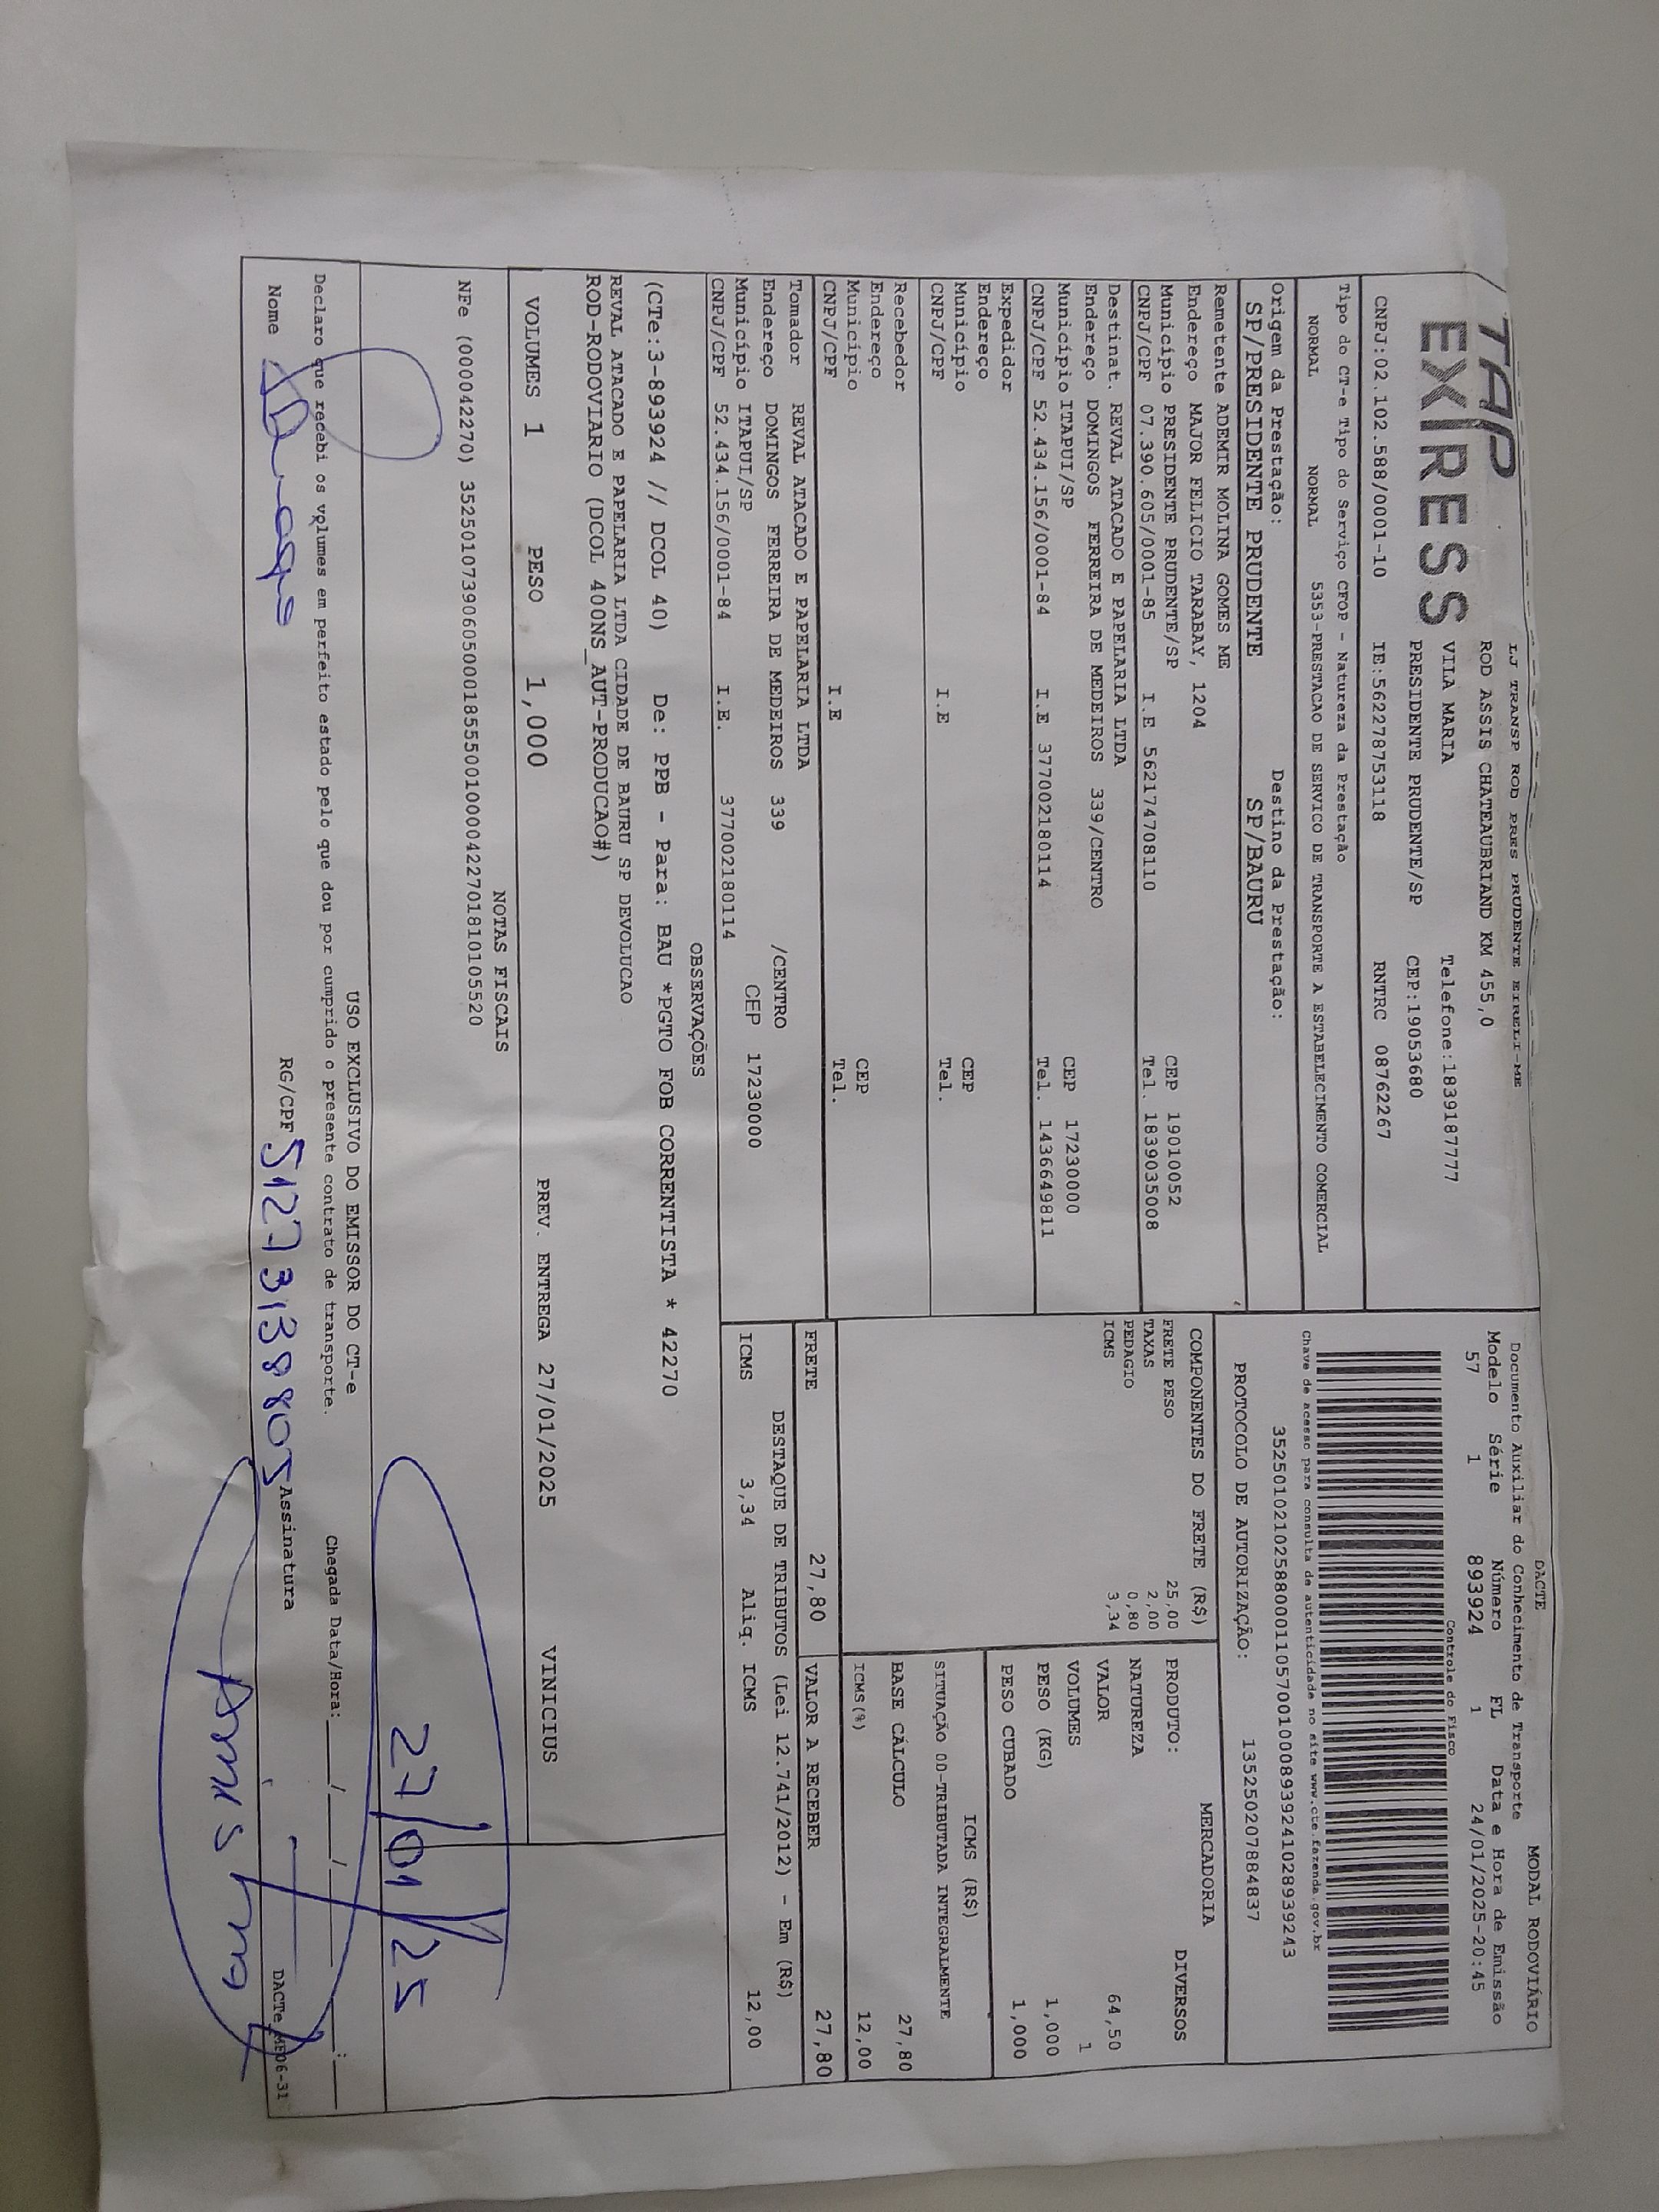 TAP
EXPRESS
LJ TRANSP ROD PRES PRUDENTE EIRELI-ME
ROD ASSIS CHATEAUBRIAND KM 455,0
VILA MARIA Telefone:1839187777
PRESIDENTE PRUDENTE/SP CEP:19053680
CNPJ:02.102.588/0001-10 IE:562278753118 RNTRC 08762267
Tipo do CT-e Tipo do Serviço CFOP - Natureza da Prestação
NORMAL NORMAL 5353-PRESTACAO DE SERVICO DE TRANSPORTE A ESTABELECIMENTO COMERCIAL
Origem da Prestação: Destino da Prestação:
SP/PRESIDENTE PRUDENTE SP/BAURU
DACTE MODAL RODOVIÁRIO
Documento Auxiliar do Conhecimento de Transporte
Modelo Série Número FL Data e Hora de Emissão
57 1 893924 1 24/01/2025-20:45
Controle do Fisco
Chave de acesso para consulta de autenticidade no site www.cte.fazenda.gov.br
35250102102588000110570010008939241028939243
PROTOCOLO DE AUTORIZAÇÃO: 135250207884837
Remetente ADEMIR MOLINA GOMES ME
Endereço MAJOR FELICIO TARABAY, 1204
Município PRESIDENTE PRUDENTE/SP CEP 19010052
CNPJ/CPF 07.390.605/0001-85 I.E 562174708110 Tel. 1839035008
Destinat. REVAL ATACADO E PAPELARIA LTDA
Endereço DOMINGOS FERREIRA DE MEDEIROS 339/CENTRO
Município ITAPUI/SP CEP 17230000
CNPJ/CPF 52.434.156/0001-84 I.E 377002180114 Tel. 1436649811
Expedidor
Endereço
Município CEP
CNPJ/CPF I.E Tel.
Recebedor
Endereço
Município CEP
CNPJ/CPF I.E Tel.
Tomador REVAL ATACADO E PAPELARIA LTDA
Endereço DOMINGOS FERREIRA DE MEDEIROS 339 /CENTRO
Município ITAPUI/SP CEP 17230000
CNPJ/CPF 52.434.156/0001-84 I.E. 377002180114
COMPONENTES DO FRETE (R$)
FRETE PESO 25,00
TAXAS 2,00
PEDAGIO 0,80
ICMS 3,34
MERCADORIA
PRODUTO: DIVERSOS
NATUREZA
VALOR 64,50
VOLUMES 1
PESO (KG) 1,000
PESO CUBADO 1,000
ICMS (R$)
SITUAÇÃO 00-TRIBUTADA INTEGRALMENTE
BASE CÁLCULO 27,80
ICMS(%) 12,00
FRETE 27,80 VALOR A RECEBER 27,80
DESTAQUE DE TRIBUTOS (Lei 12.741/2012) - Em (R$)
ICMS 3,34 Aliq. ICMS 12,00
OBSERVAÇÕES
(CTe:3-893924 // DCOL 40) De: PPB - Para: BAU *PGTO FOB CORRENTISTA * 42270
REVAL ATACADO E PAPELARIA LTDA CIDADE DE BAURU SP DEVOLUCAO
ROD-RODOVIARIO (DCOL 400NS_AUT-PRODUCAO#)
VOLUMES 1 PESO 1,000 PREV. ENTREGA 27/01/2025 VINICIUS
NOTAS FISCAIS
NFe (000042270) 35250107390605000185550010000422701810105520
27/01/25
USO EXCLUSIVO DO EMISSOR DO CT-e
Declaro que recebi os volumes em perfeito estado pelo que dou por cumprido o presente contrato de transporte. Chegada Data/Hora:___/___/______ ___:___
Nome RG/CPF 51273138805 Assinatura
DACTe_ME06-31